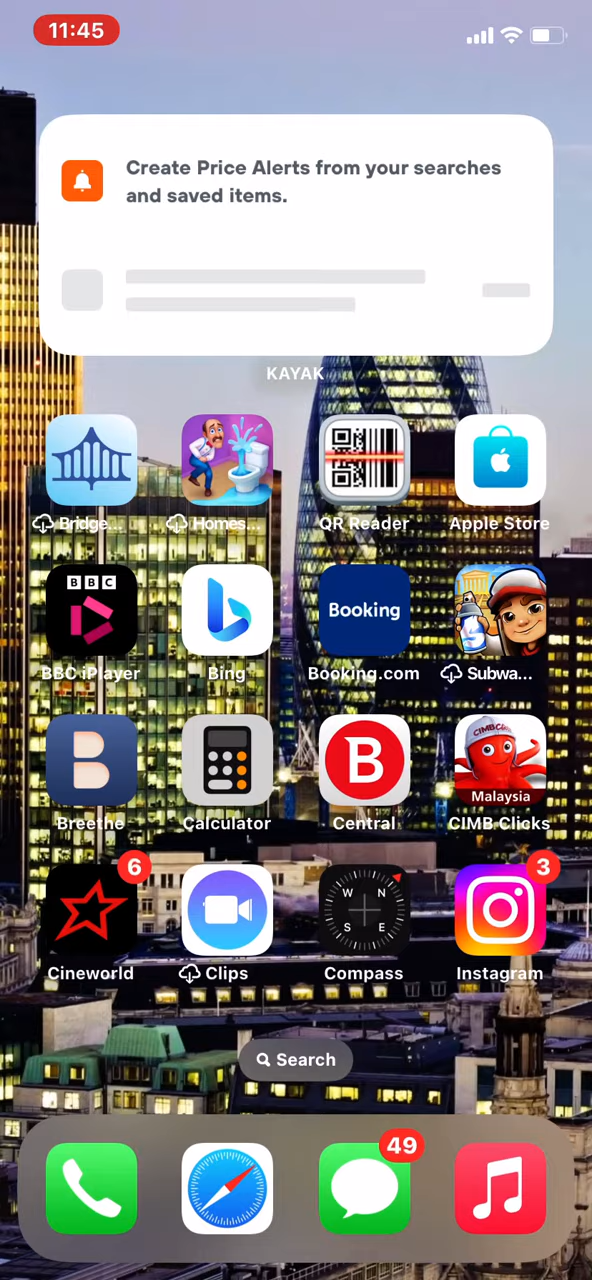 11:45
Create Price Alerts from your searches
and saved items.
KAYAK
Bridge...
Homes...
QR Reader
Apple Store
BBC
Booking
BBC iPlayer
Bing
Booking.com
Subwa...
B
B
CIMB Clicks
Malaysia
Breethe
Calculator
Central
CIMB Clicks
6
3
W N
S E
Cineworld
Clips
Compass
Instagram
Search
49